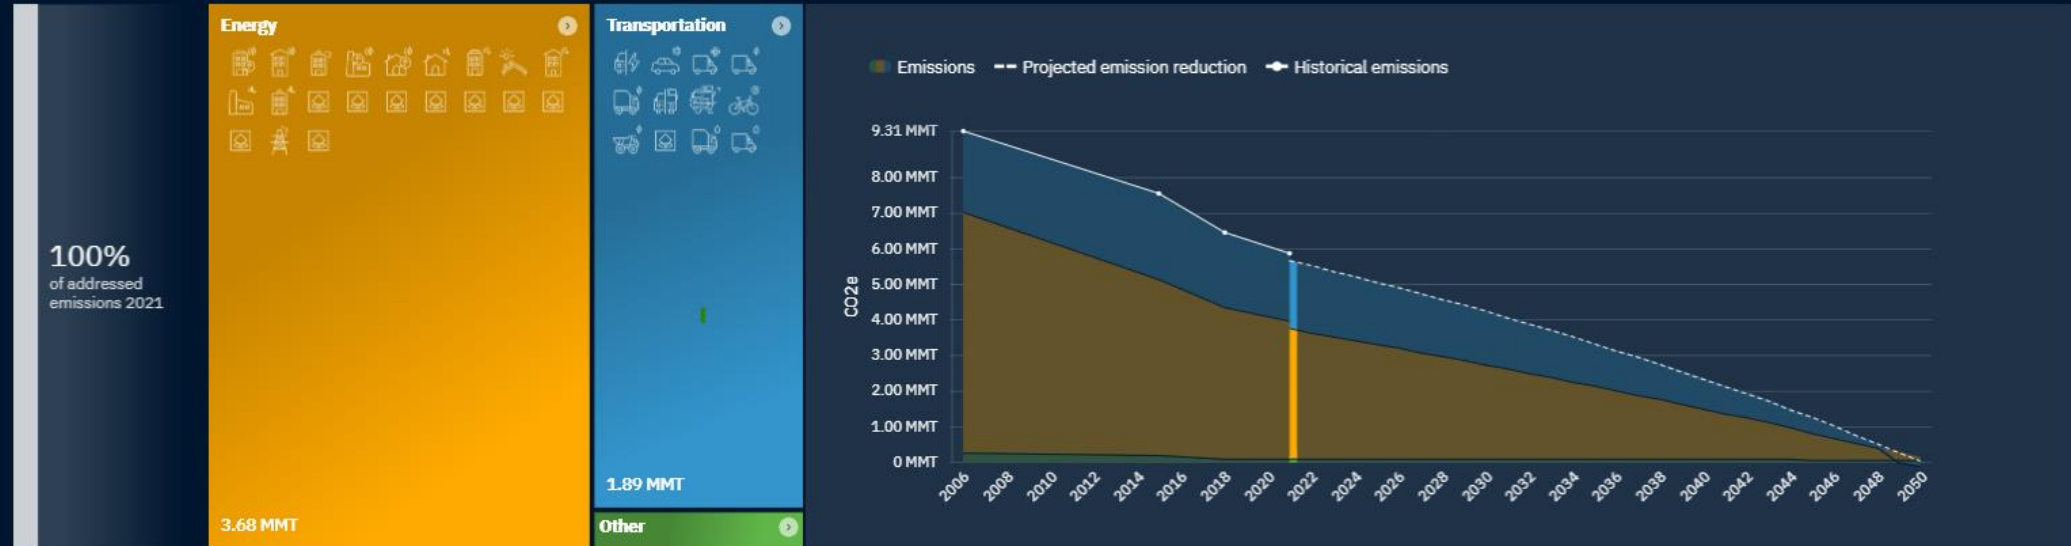 100%
of addressed
emissions 2021
Energy
3.68 MMT
Transportation
1.89 MMT
Other
Emissions
Projected emission reduction
Historical emissions
CO2e
9.31 MMT
8.00 MMT
7.00 MMT
6.00 MMT
5.00 MMT
4.00 MMT
3.00 MMT
2.00 MMT
1.00 MMT
0 MMT
2006
2008
2010
2012
2014
2016
2018
2020
2022
2024
2026
2028
2030
2032
2034
2036
2038
2040
2042
2044
2046
2048
2050